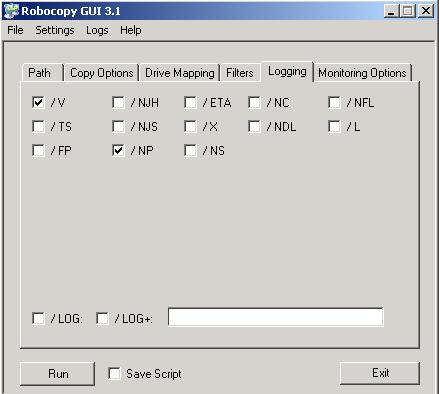 Robocopy GUI 3.1
File Settings Logs Help
Path Copy Options Drive Mapping Filters Logging Monitoring Options
/ V / NJH / ETA / NC / NFL
/ TS / NJS / X / NDL / L
/ FP / NP / NS
/ LOG: / LOG+:
Run Save Script Exit